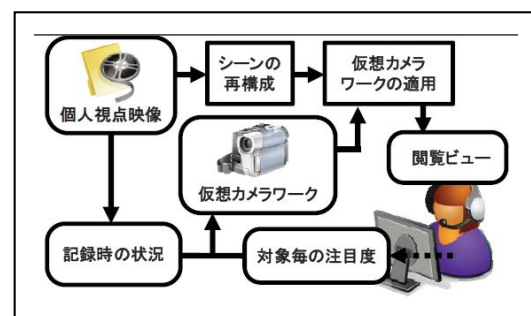 シーンの
再構成
仮想カメラ
ワークの適用
個人視点映像
閲覧ビュー
仮想カメラワーク
記録時の状況
対象毎の注目度